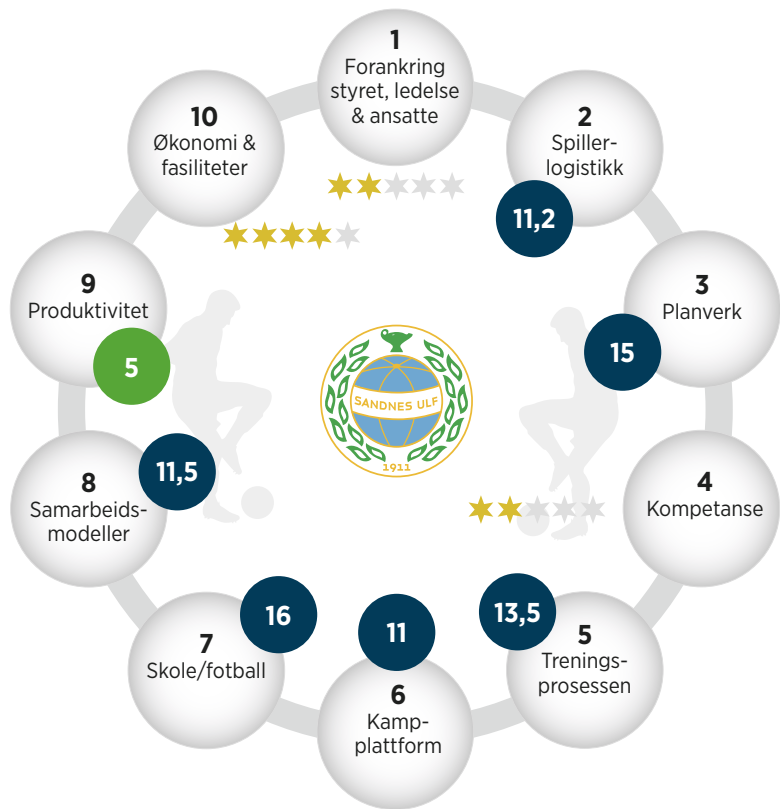 1
Forankring
styret, ledelse
& ansatte
2
Spiller-
logistikk
11,2
3
Planverk
15
4
Kompetanse
5
Trenings-
prosessen
13,5
6
Kamp-
plattform
11
7
Skole/fotball
16
8
Samarbeids-
modeller
11,5
9
Produktivitet
5
10
Økonomi &
fasiliteter
SANDNES ULF
1911